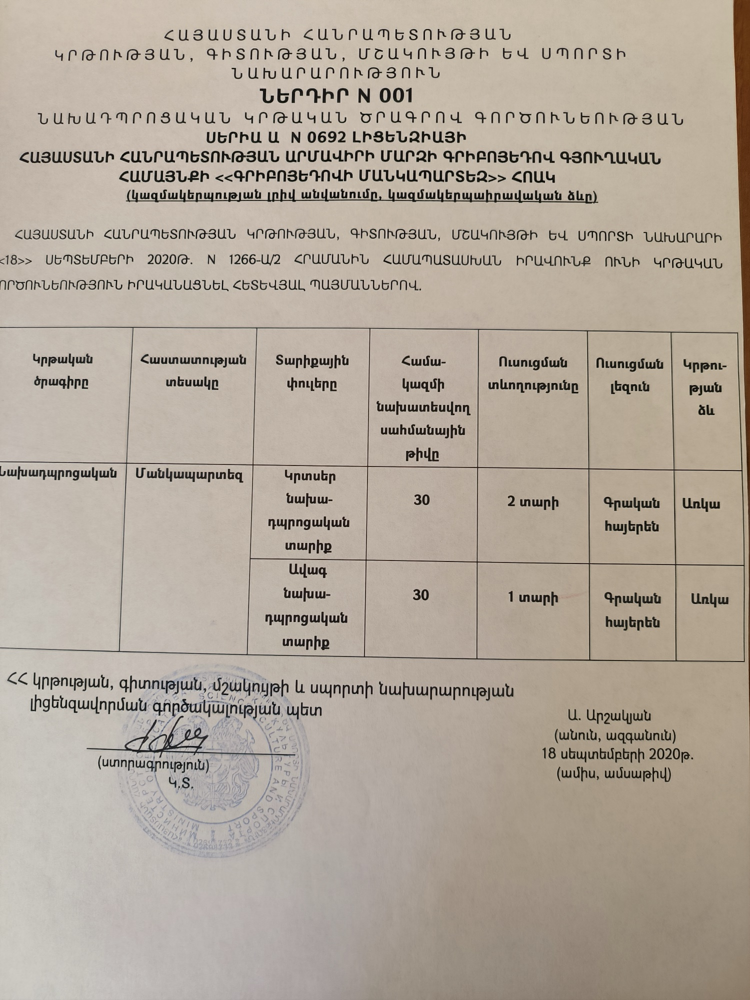 ՀԱՅԱՍՏԱՆԻ ՀԱՆՐԱՊԵՏՈՒԹՅԱՆ
ԿՐԹՈՒԹՅԱՆ, ԳԻՏՈՒԹՅԱՆ, ՄՇԱԿՈՒՅԹԻ ԵՎ ՍՊՈՐՏԻ
ՆԱԽԱՐԱՐՈՒԹՅՈՒՆ
ՆԵՐԴԻՐ N 001
ՆԱԽԱԴՊՐՈՑԱԿԱՆ ԿՐԹԱԿԱՆ ԾՐԱԳՐՈՎ ԳՈՐԾՈՒՆԵՈՒԹՅԱՆ
ՍԵՐԻԱ Ա N 0692 ԼԻՑԵՆԶԻԱՅԻ
ՀԱՅԱՍՏԱՆԻ ՀԱՆՐԱՊԵՏՈՒԹՅԱՆ ԱՐՄԱՎԻՐԻ ՄԱՐԶԻ ԳՐԻԲՈՅԵԴՈՎ ԳՅՈՒՂԱԿԱՆ
ՀԱՄԱՅՆՔԻ <<ԳՐԻԲՈՅԵԴՈՎԻ ՄԱՆԿԱՊԱՐՏԵԶ>> ՀՈԱԿ
(կազմակերպության լրիվ անվանումը, կազմակերպաիրավական ձևը)
ՀԱՅԱՍՏԱՆԻ ՀԱՆՐԱՊԵՏՈՒԹՅԱՆ ԿՐԹՈՒԹՅԱՆ, ԳԻՏՈՒԹՅԱՆ, ՄՇԱԿՈՒՅԹԻ ԵՎ ՍՊՈՐՏԻ ՆԱԽԱՐԱՐԻ
<18>> ՍԵՊՏԵՄԲԵՐԻ 2020Թ. N 1266-Ա/2 ՀՐԱՄԱՆԻՆ ՀԱՄԱՊԱՏԱՍԽԱՆ ԻՐԱՎՈՒՆՔ ՈՒՆԻ ԿՐԹԱԿԱՆ
ՈՐԾՈՒՆԵՈՒԹՅՈՒՆ ԻՐԱԿԱՆԱՑՆԵԼ ՀԵՏԵՎՅԱԼ ՊԱՅՄԱՆՆԵՐՈՎ.
Կրթական
ծրագիրը
Հաստատության
տեսակը
Տարիքային
փուլերը
Համա-
կազմի
նախատեսվող
սահմանային
թիվը
Ուսուցման
տևողությունը
Ուսուցման
լեզուն
Կրթու-
թյան
ձև
Նախադպրոցական
Մանկապարտեզ
Կրտսեր
նախա-
դպրոցական
տարիք
30
2 տարի
Գրական
հայերեն
Առկա
Ավագ
նախա-
դպրոցական
տարիք
30
1 տարի
Գրական
հայերեն
Առկա
ՀՀ կրթության, գիտության, մշակույթի և սպորտի նախարարության
լիցենզավորման գործակալության պետ
(ստորագրություն)
Կ.Տ.
Ա. Արշակյան
(անուն, ազգանուն)
18 սեպտեմբերի 2020թ.
(ամիս, ամսաթիվ)